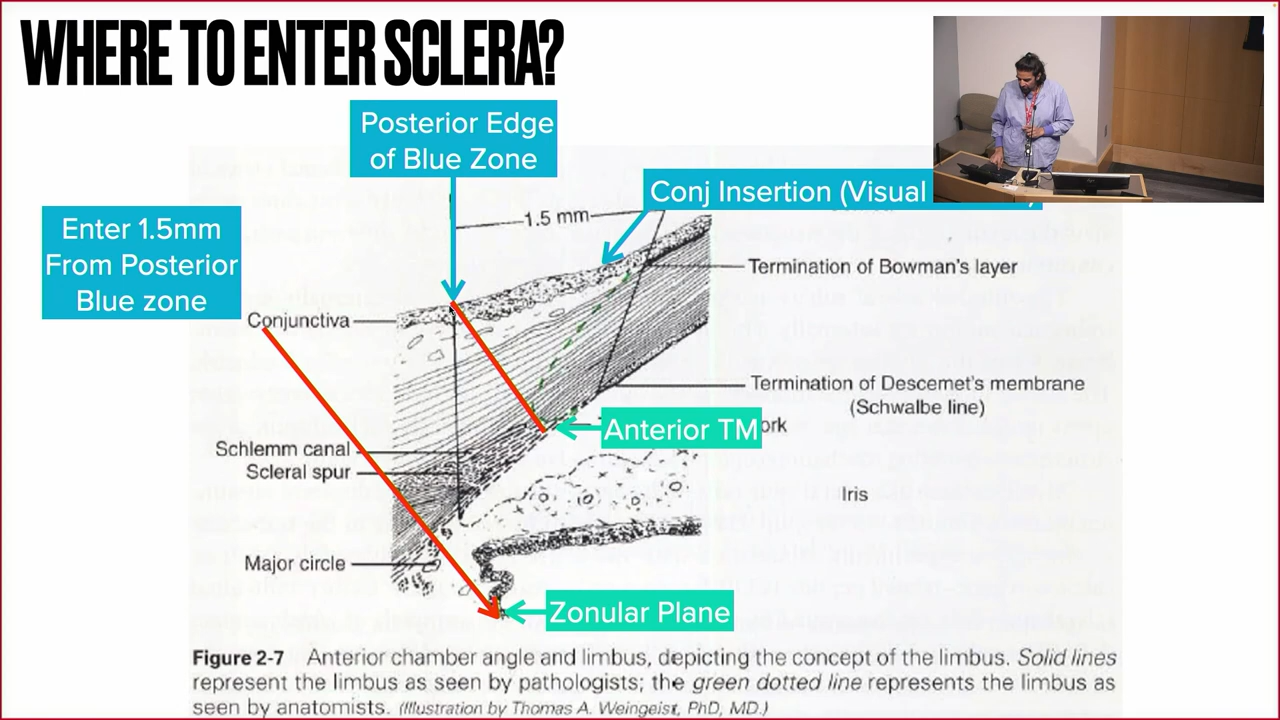 WHERE TO ENTER SCLERA?
Posterior Edge
of Blue Zone
Conj Insertion (Visual
1.5 mm
Enter 1.5mm
From Posterior
Blue zone
Termination of Bowman's layer
Conjunctiva
Termination of Descemet's membrane
(Schwalbe line)
Anterior TM
ork
Schlemm canal
Scleral spur
Iris
Major circle
Zonular Plane
Figure 2-7 Anterior chamber angle and limbus, depicting the concept of the limbus. Solid lines
represent the limbus as seen by pathologists; the green dotted line represents the limbus as
seen by anatomists. (Illustration by Thomas A. Weingeist, PhD, MD.)